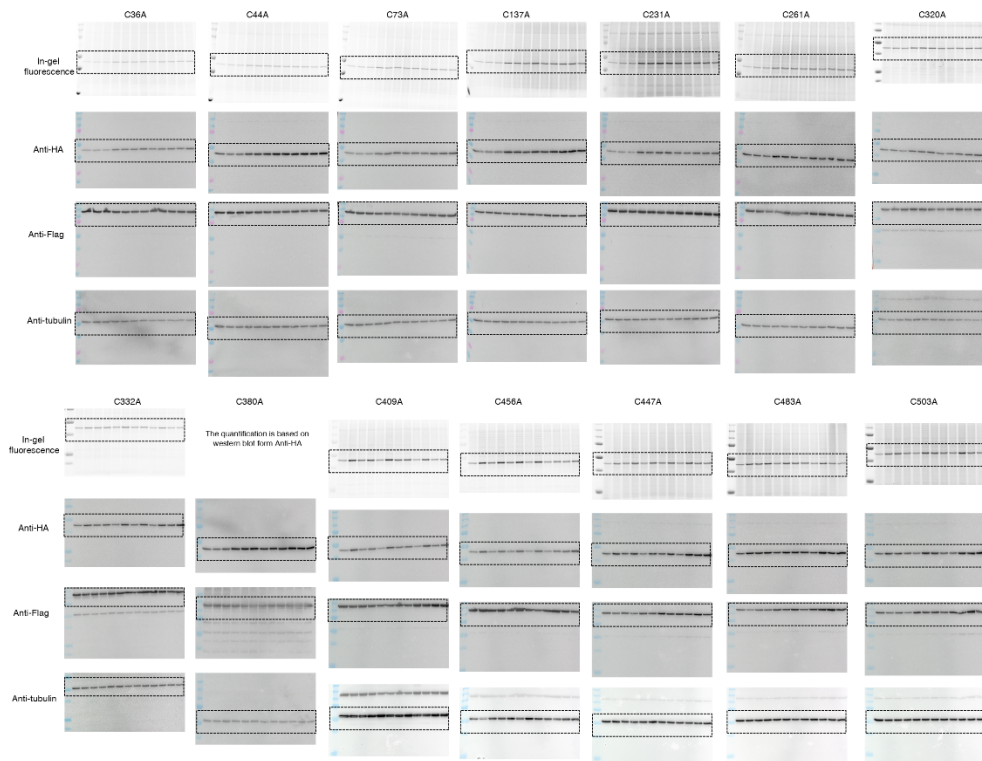 C36A C44A C73A C137A C231A C261A C320A
In-gel
fluorescence
Anti-HA
Anti-Flag
Anti-tubulin
C332A C380A C409A C456A C447A C483A C503A
In-gel
fluorescence
The quantification is based on
western blot form Anti-HA
Anti-HA
Anti-Flag
Anti-tubulin